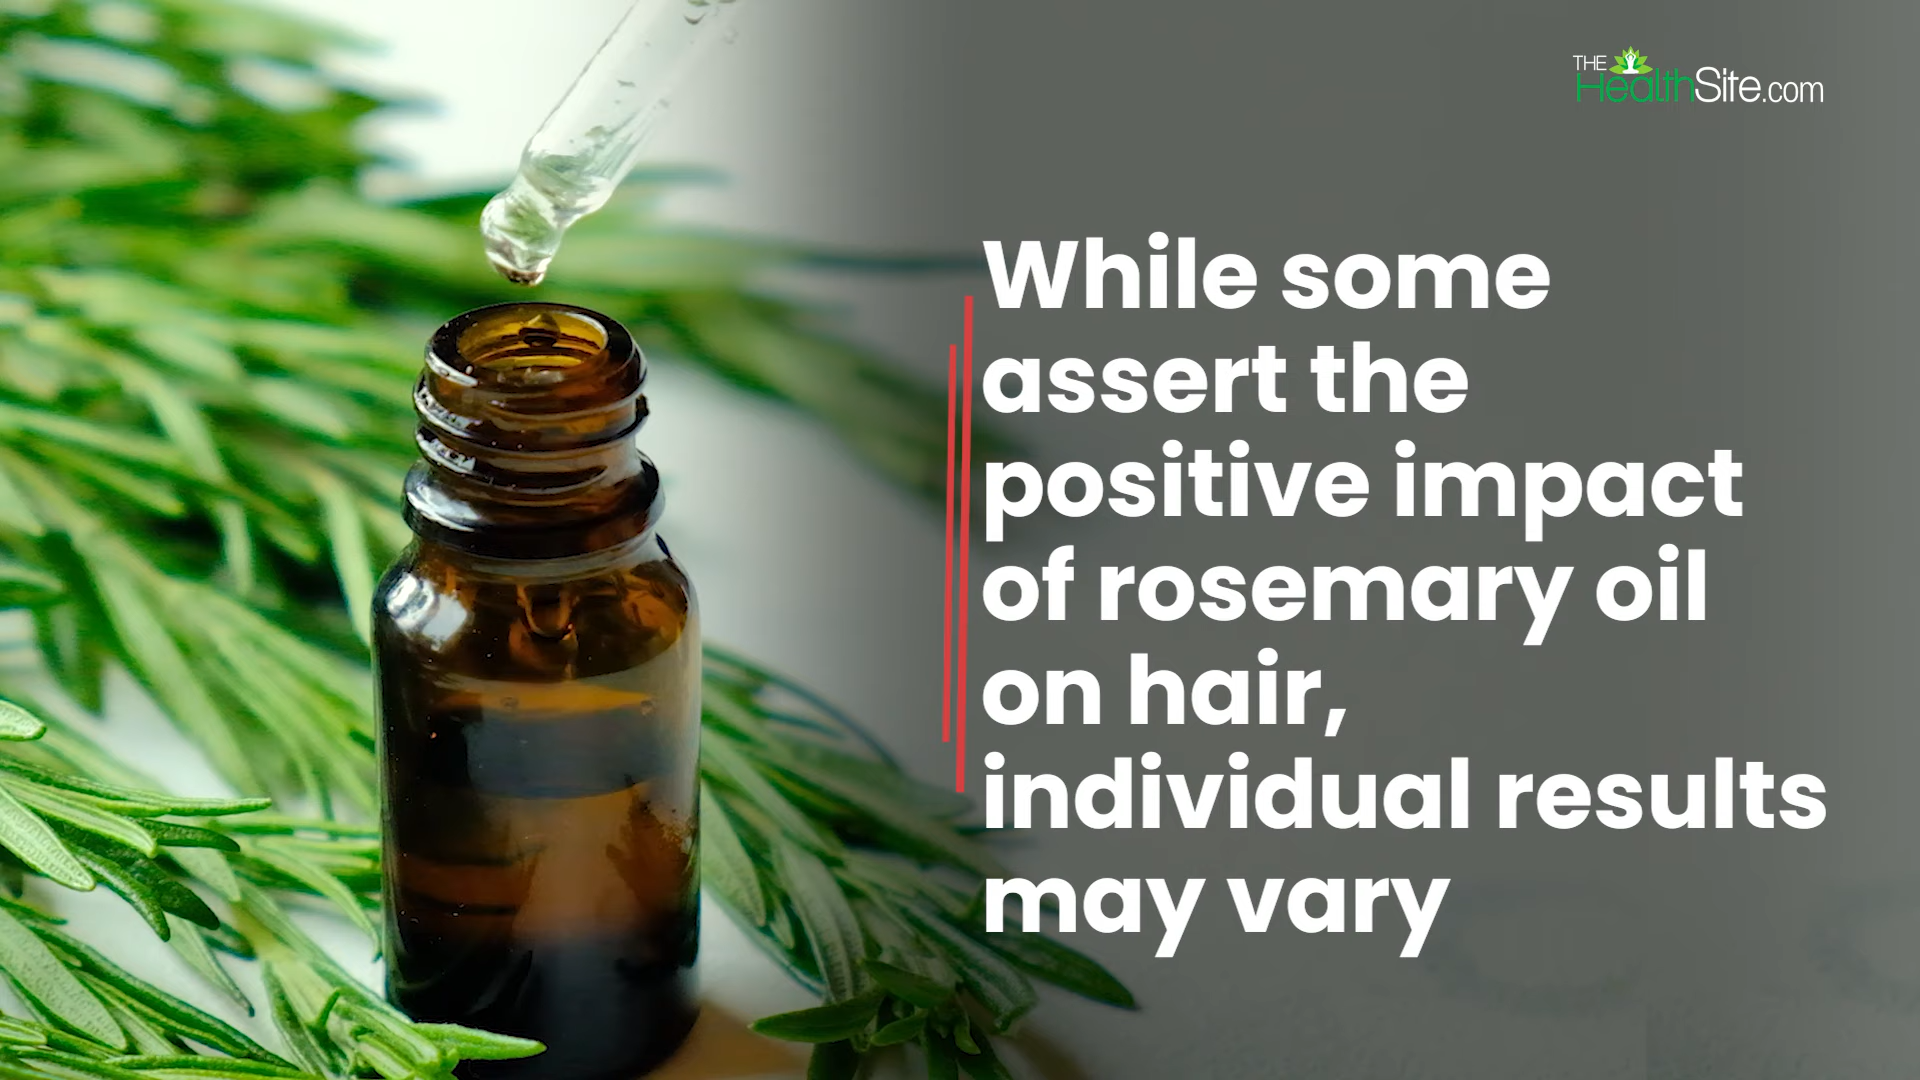 THE
HealthSite.com
While some
assert the
positive impact
of rosemary oil
on hair,
individual results
may vary